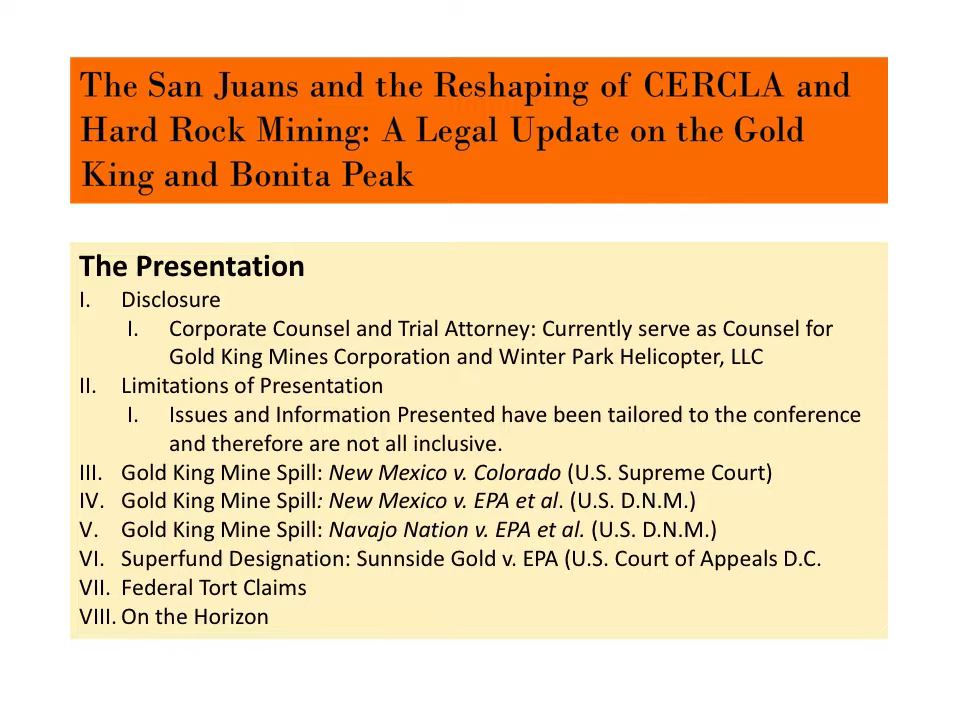 The San Juans and the Reshaping of CERCLA and
Hard Rock Mining: A Legal Update on the Gold
King and Bonita Peak
The Presentation
I. Disclosure
I. Corporate Counsel and Trial Attorney: Currently serve as Counsel for
Gold King Mines Corporation and Winter Park Helicopter, LLC
II. Limitations of Presentation
I. Issues and Information Presented have been tailored to the conference
and therefore are not all inclusive.
III. Gold King Mine Spill: New Mexico v. Colorado (U.S. Supreme Court)
IV. Gold King Mine Spill: New Mexico v. EPA et al. (U.S. D.N.M.)
V. Gold King Mine Spill: Navajo Nation v. EPA et al. (U.S. D.N.M.)
VI. Superfund Designation: Sunnside Gold v. EPA (U.S. Court of Appeals D.C.
VII. Federal Tort Claims
VIII. On the Horizon